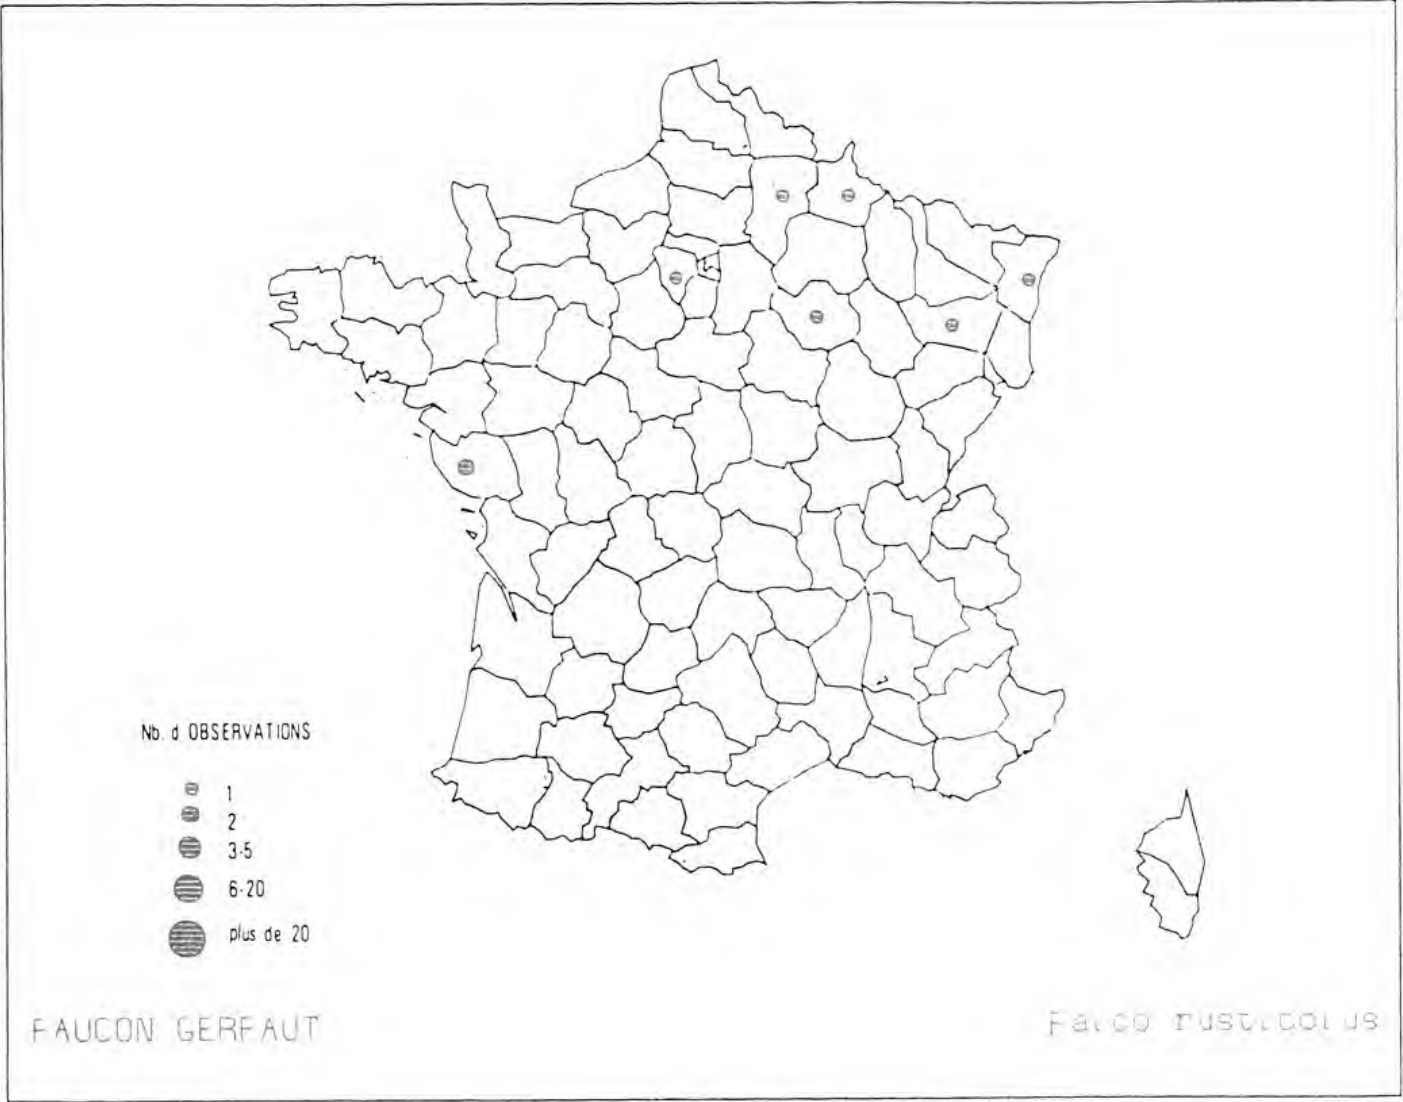 Nb. d OBSERVATIONS
1
2
3-5
6-20
plus de 20
FAUCON GERFAUT
Falco rusticolus